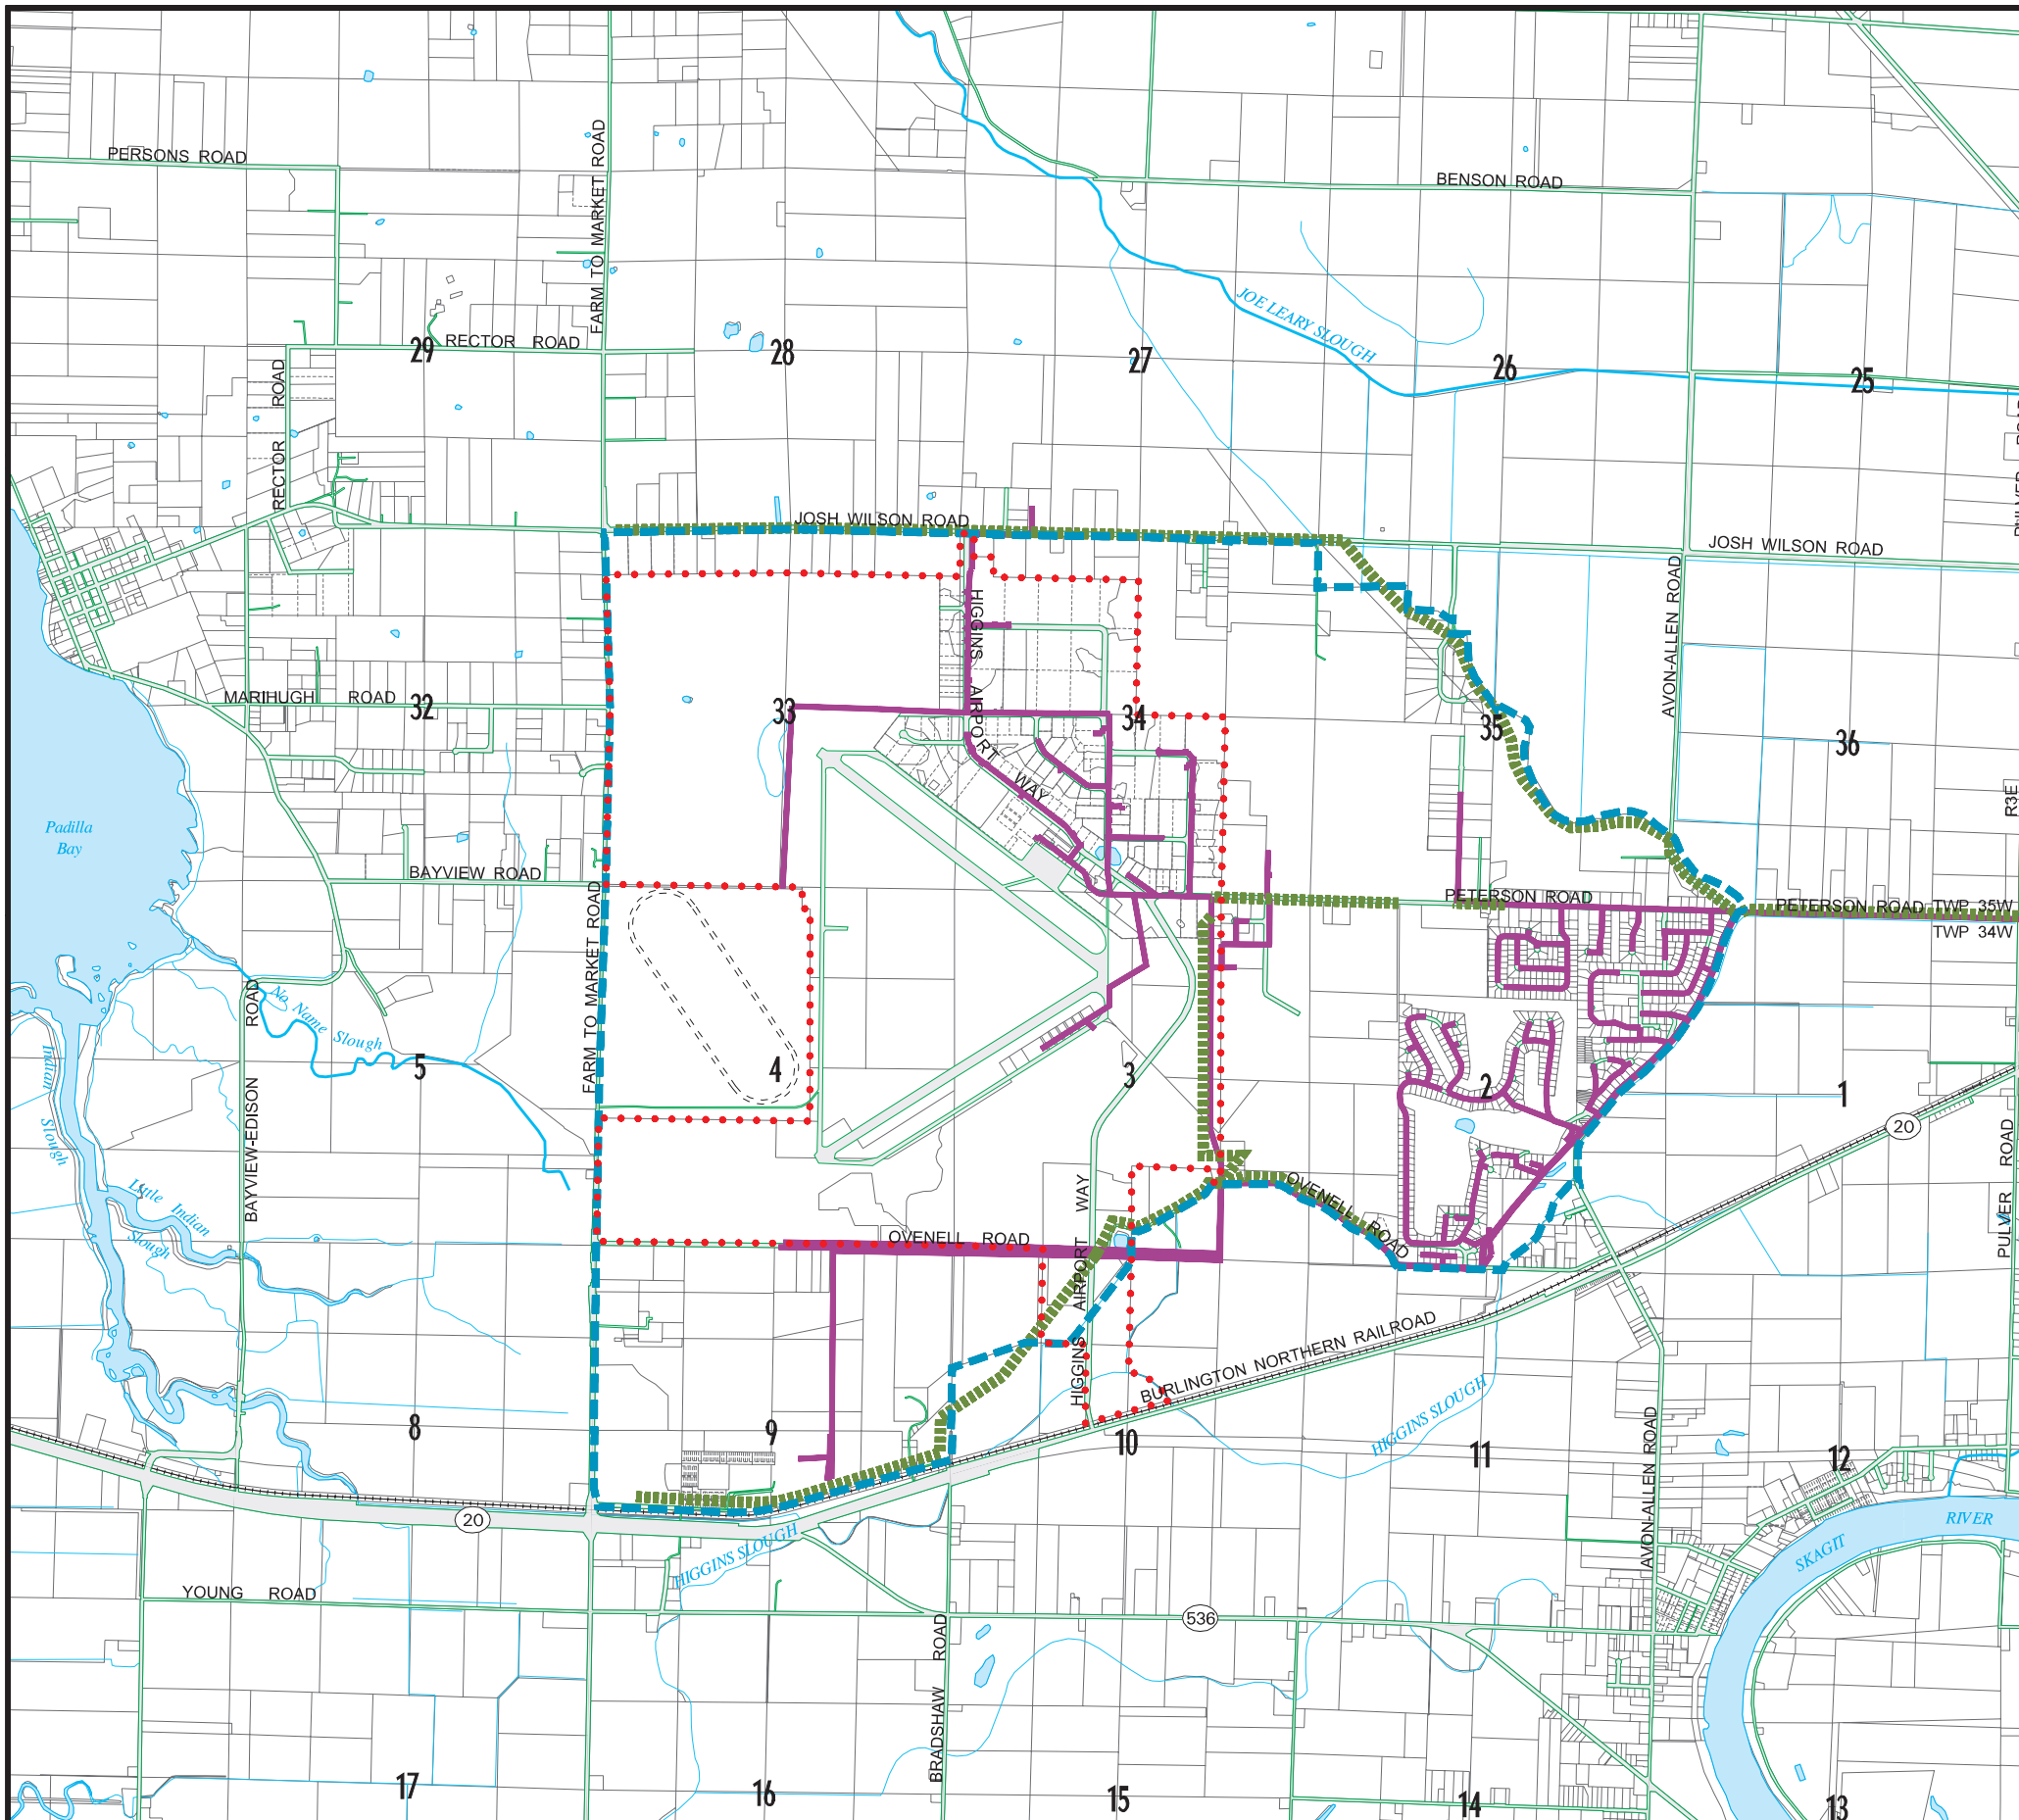 PERSONS ROAD
FARM TO MARKET ROAD
BENSON ROAD
JOE LEARY SLOUGH
29
RECTOR ROAD
28
27
26
25
RECTOR ROAD
JOSH WILSON ROAD
JOSH WILSON ROAD
AVON-ALLEN ROAD
HIGGINS AIRPORT WAY
MARIHUGH ROAD
32
33
34
35
36
R3E
Padilla
Bay
BAYVIEW ROAD
PETERSON ROAD
PETERSON ROAD TWP 35W
TWP 34W
FARM TO MARKET ROAD
No Name Slough
BAYVIEW-EDISON ROAD
Indian Slough
5
4
3
2
1
20
PULVER ROAD
Little Indian Slough
OVENELL ROAD
OVENELL ROAD
HIGGINS AIRPORT WAY
BURLINGTON NORTHERN RAILROAD
HIGGINS SLOUGH
8
9
10
11
12
AVON-ALLEN ROAD
20
HIGGINS SLOUGH
SKAGIT RIVER
YOUNG ROAD
536
BRADSHAW ROAD
17
16
15
14
13